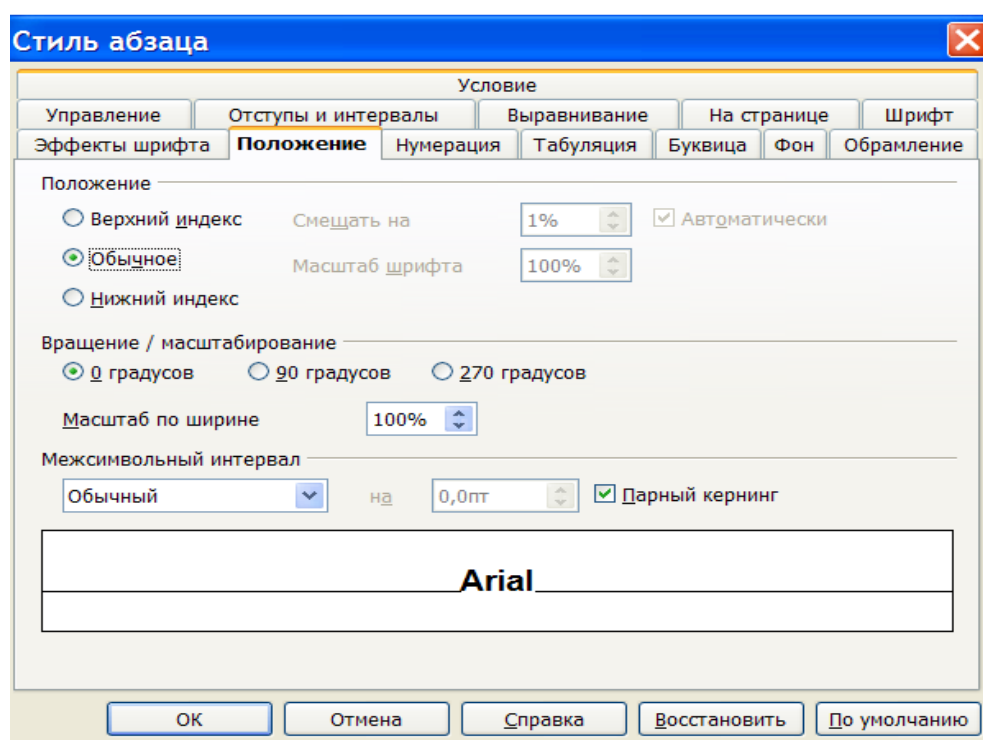 Стиль абзаца
Условие
Управление Отступы и интервалы Выравнивание На странице Шрифт
Эффекты шрифта Положение Нумерация Табуляция Буквица Фон Обрамление
Положение
Верхний индекс Смещать на 1% Автоматически
Обычное Масштаб шрифта 100%
Нижний индекс
Вращение / масштабирование
0 градусов 90 градусов 270 градусов
Масштаб по ширине 100%
Межсимвольный интервал
Обычный на 0,0пт Парный кернинг
Arial
ОК Отмена Справка Восстановить По умолчанию